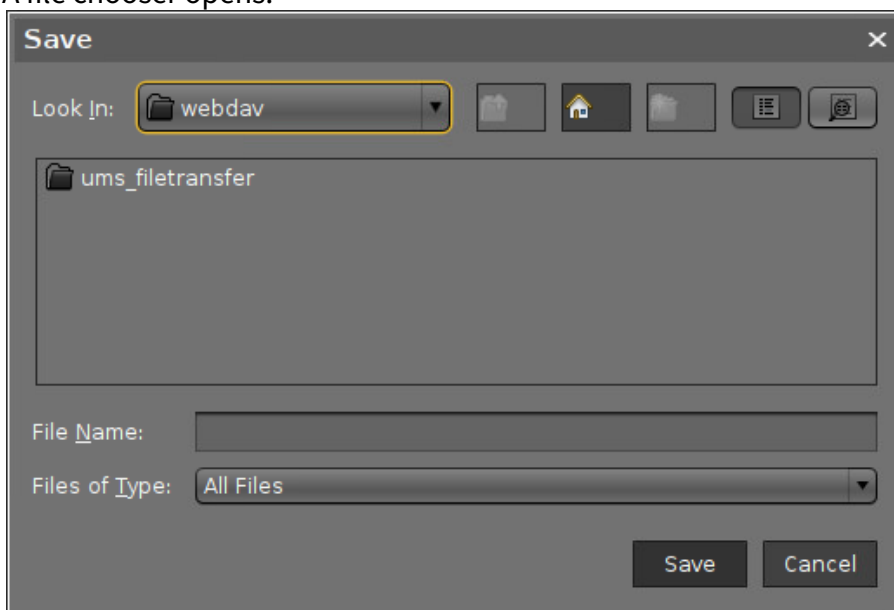 A file chooser opens.
Save
Look In: webdav
ums_filetransfer
File Name:
Files of Type: All Files
Save Cancel